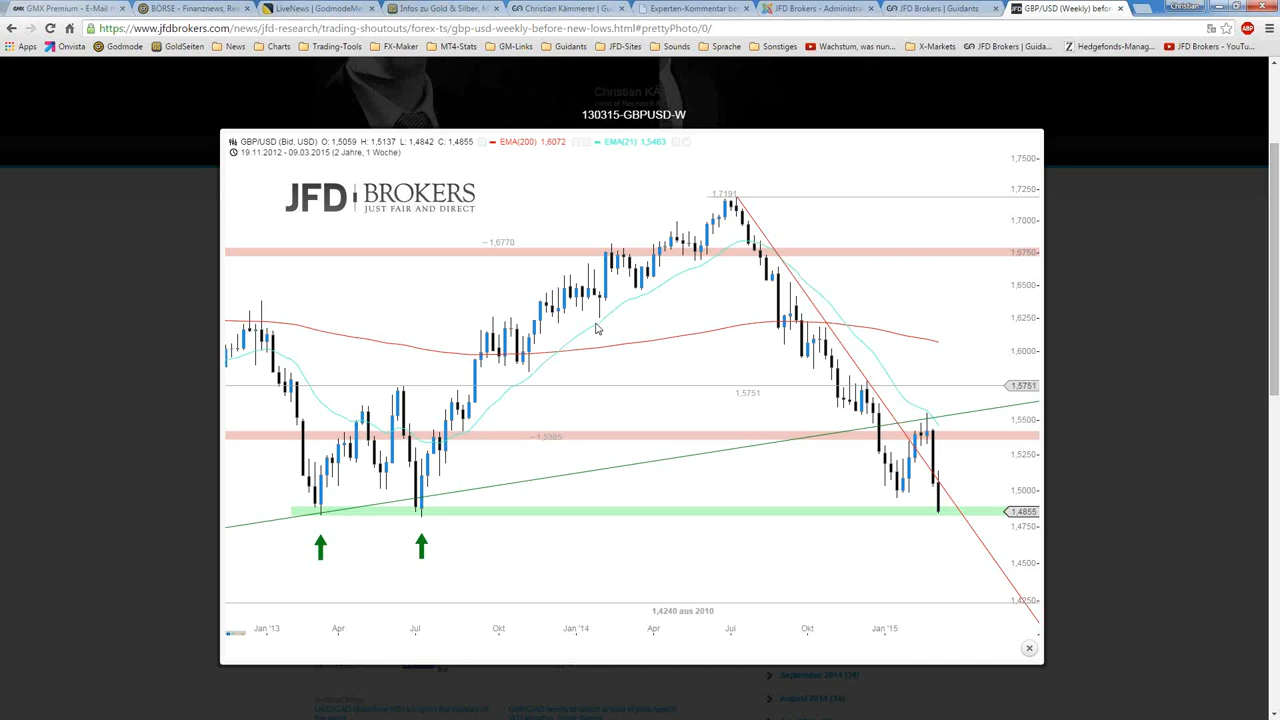 GMX Premium - E-Mail
BÖRSE - Finanznews, Res
LiveNews | GodmodeMe
Infos zu Gold & Silber, M
Christian Kämmerer | Gu
Experten-Kommentar be
JFD Brokers - Administra
JFD Brokers | Guidants
GBP/USD (Weekly) befor
Christian
https://www.jfdbrokers.com/news/jfd-research/trading-shoutouts/forex-ts/gbp-usd-weekly-before-new-lows.html#prettyPhoto/0/
Apps Onvista Godmode GoldSeiten News Charts Trading-Tools FX-Maker MT4-Stats GM-Links Guidants JFD-Sites Sounds Sprache Sonstiges Wachstum, was nun... X-Markets JFD Brokers | Guida... Hedgefonds-Manag... JFD Brokers - YouTu...
Christian
130315-GBPUSD-W
GBP/USD (Bid, USD) O: 1,5059 H: 1,5137 L: 1,4842 C: 1,4855 EMA(200) 1,6072 EMA(21) 1,5463
19.11.2012 - 09.03.2015 (2 Jahre, 1 Woche)
JFD BROKERS
JUST FAIR AND DIRECT
1,7500
1,7250
1,7191
1,7000
~ 1,6770
1,6750
1,6500
1,6250
1,6000
1,5751
1,5751
1,5500
~ 1,5385
1,5250
1,5000
1,4855
1,4750
1,4500
1,4250
1,4240 aus 2010
Jan '13 Apr Jul Okt Jan '14 Apr Jul Okt Jan '15
September 2014
August 2014